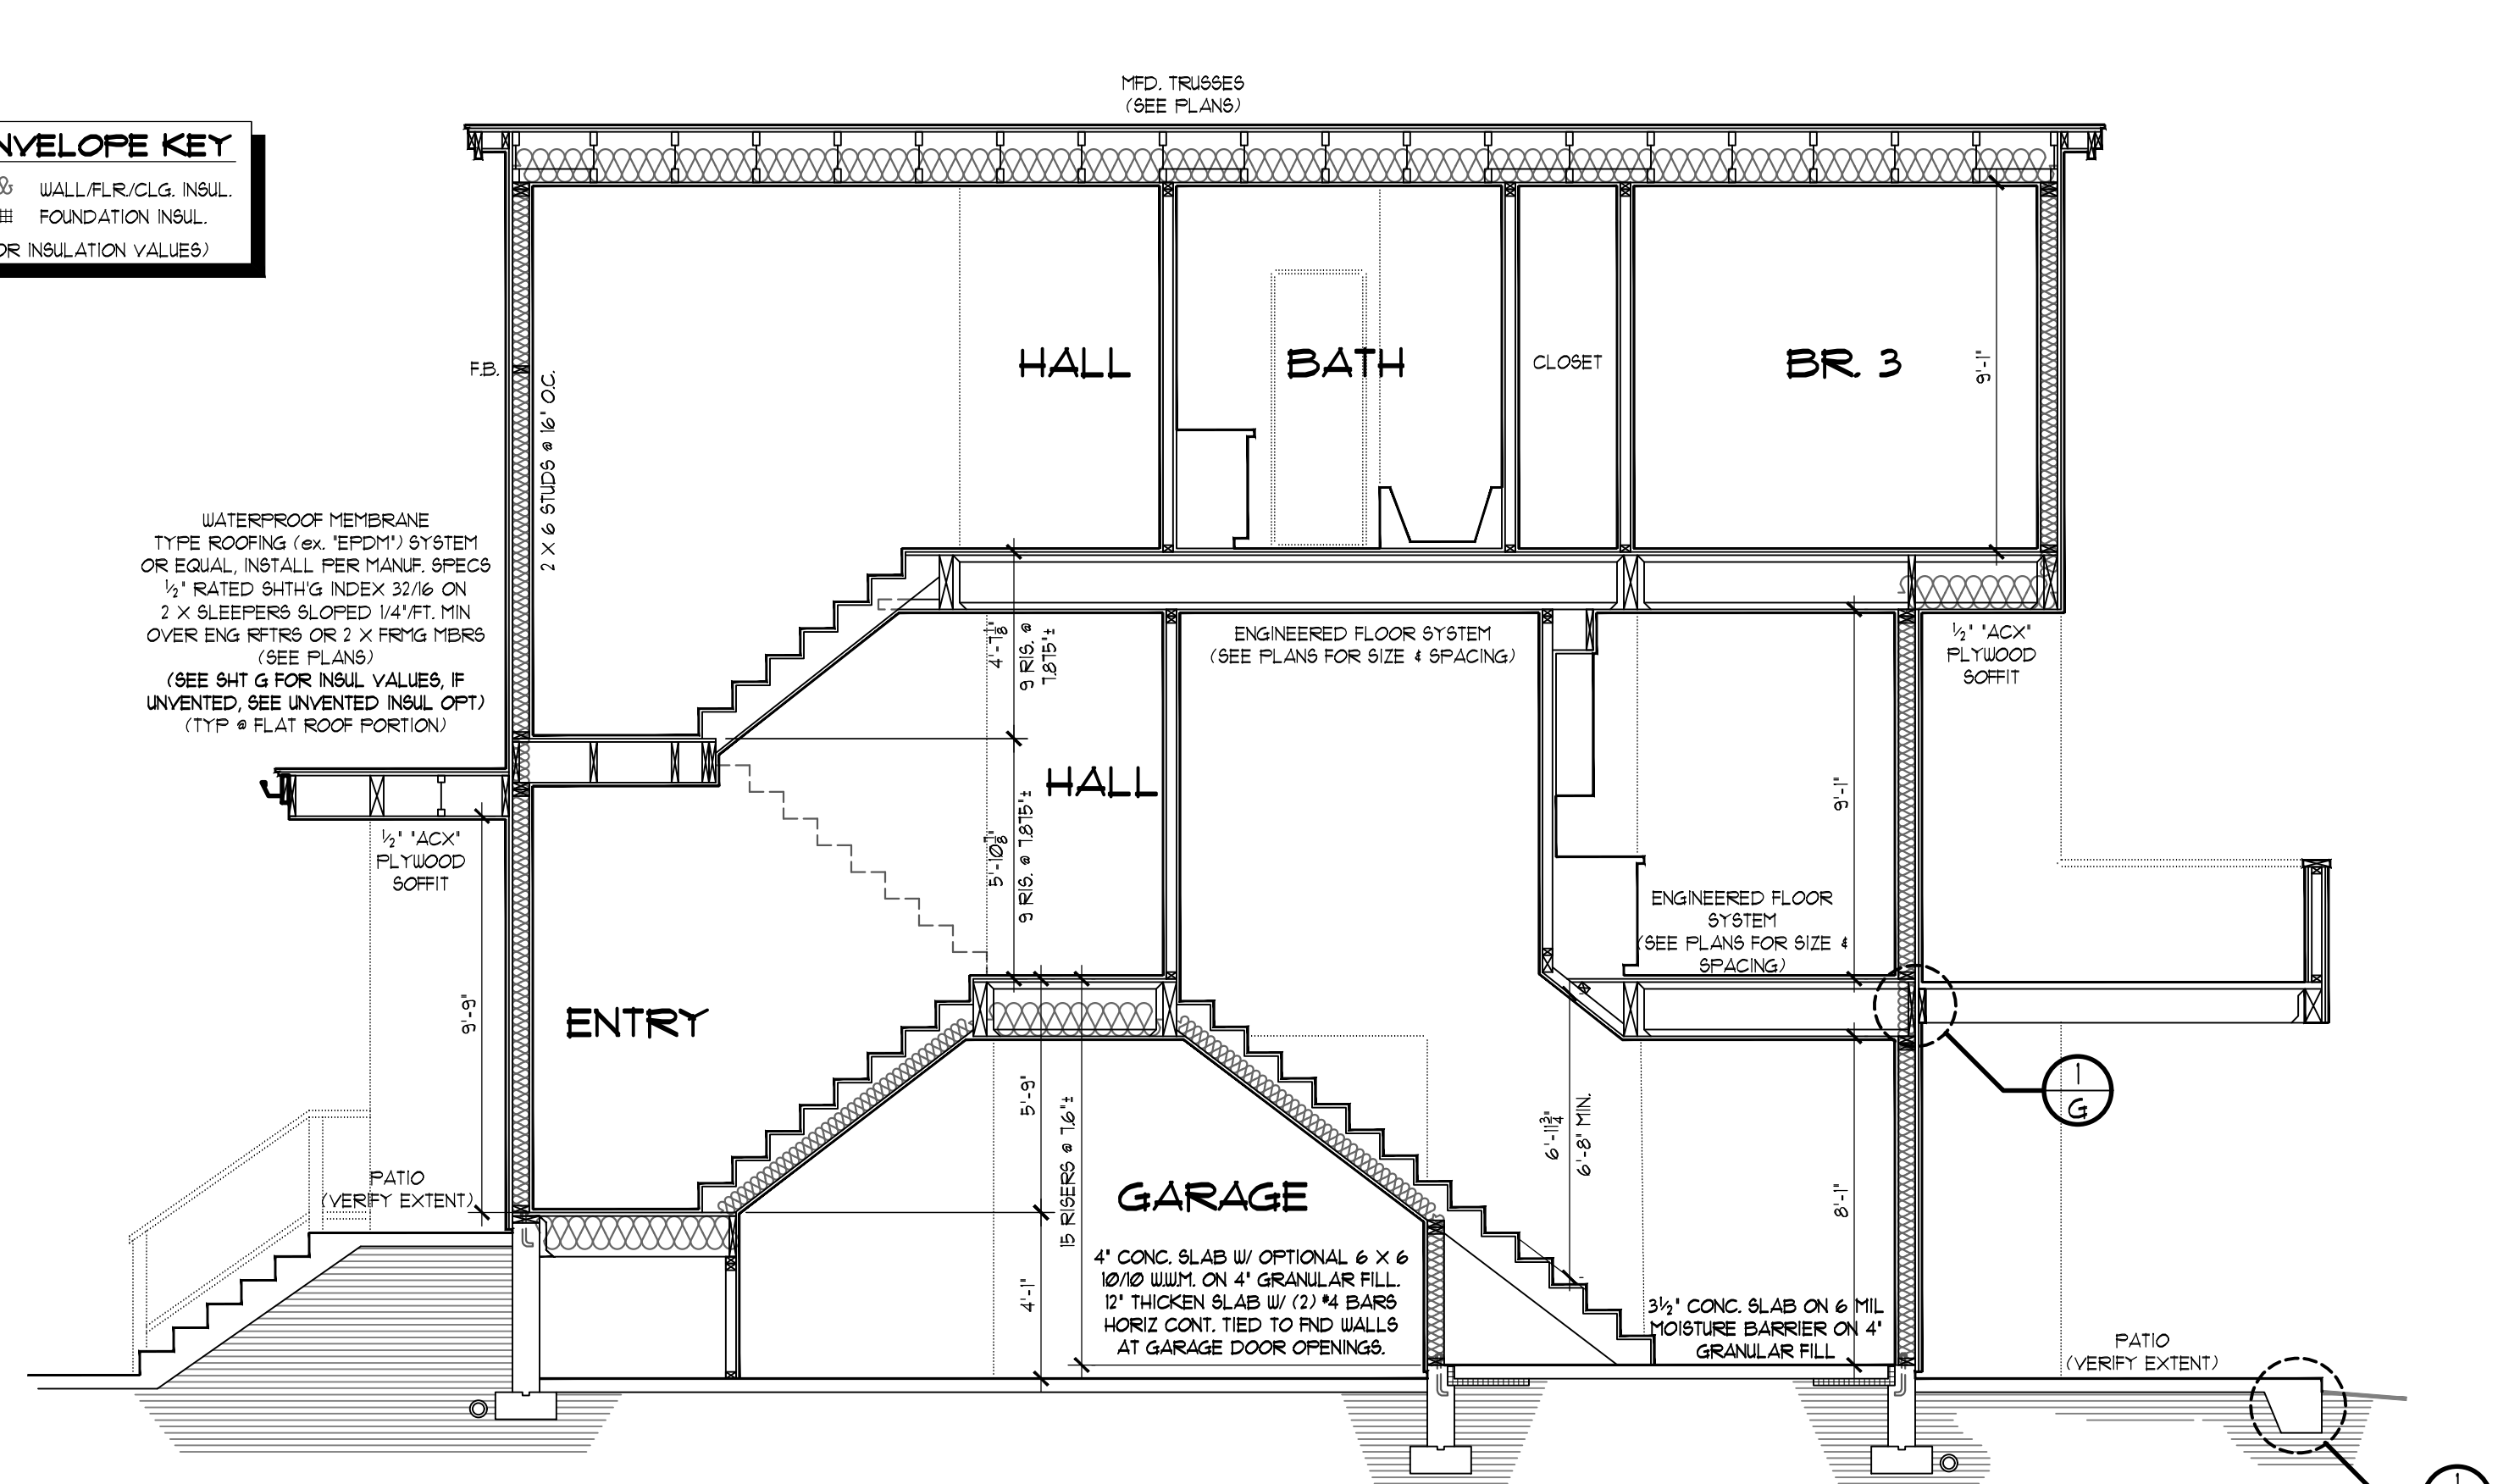 MFD. TRUSSES
(SEE PLANS)
NVELOPE KEY
WALL/FLR./CLG. INSUL.
FOUNDATION INSUL.
OR INSULATION VALUES)
F.B.
2 X 6 STUDS @ 16" O.C.
HALL
BATH
CLOSET
BR. 3
9'-1"
WATERPROOF MEMBRANE
TYPE ROOFING (ex. "EPDM") SYSTEM
OR EQUAL, INSTALL PER MANUF. SPECS
½" RATED SHTH'G INDEX 32/16 ON
2 X SLEEPERS SLOPED 1/4"/FT. MIN
OVER ENG RFTRS OR 2 X FRMG MBRS
(SEE PLANS)
(SEE SHT G FOR INSUL VALUES, IF
UNVENTED, SEE UNVENTED INSUL OPT)
(TYP @ FLAT ROOF PORTION)
4'-7⅛"
9 RIS. @
7.875"±
ENGINEERED FLOOR SYSTEM
(SEE PLANS FOR SIZE & SPACING)
½" "ACX"
PLYWOOD
SOFFIT
HALL
5'-10⅞"
9 RIS. @ 7.875"±
9'-1"
½" "ACX"
PLYWOOD
SOFFIT
ENGINEERED FLOOR
SYSTEM
(SEE PLANS FOR SIZE &
SPACING)
9'-9"
ENTRY
5'-9"
15 RISERS @ 7.6"±
6'-11¾"
6'-8" MIN.
8'-1"
1
G
PATIO
(VERIFY EXTENT)
GARAGE
4'-1"
4" CONC. SLAB W/ OPTIONAL 6 X 6
10/10 W.W.M. ON 4" GRANULAR FILL.
12" THICKEN SLAB W/ (2) #4 BARS
HORIZ CONT. TIED TO FND WALLS
AT GARAGE DOOR OPENINGS.
3½" CONC. SLAB ON 6 MIL
MOISTURE BARRIER ON 4"
GRANULAR FILL
PATIO
(VERIFY EXTENT)
1